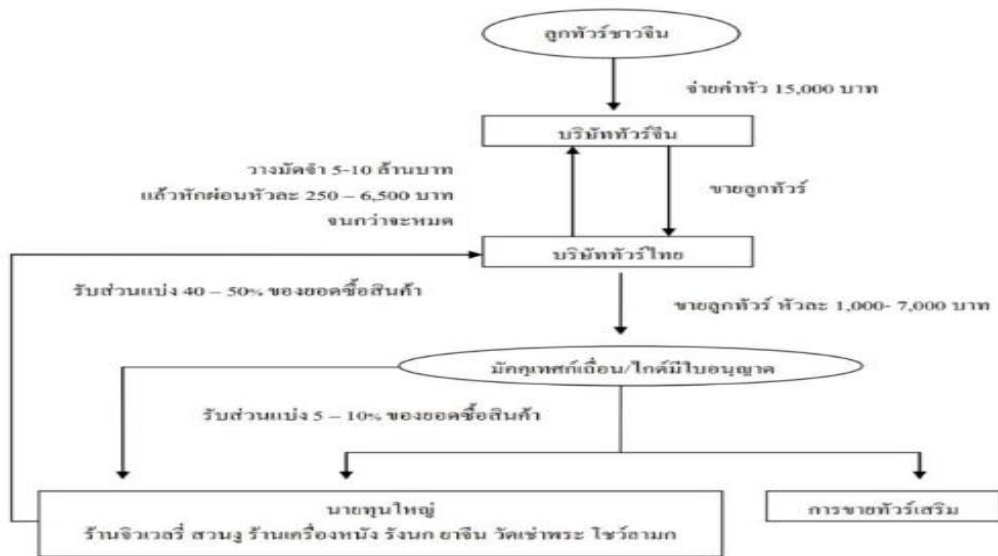 ลูกทัวร์ชาวจีน
จ่ายค่าหัว 15,000 บาท
บริษัททัวร์จีน
วางมัดจำ 5-10 ล้านบาท
แล้วหักผ่อนหัวละ 250 – 6,500 บาท
จนกว่าจะหมด
ขายลูกทัวร์
บริษัททัวร์ไทย
รับส่วนแบ่ง 40 – 50% ของยอดซื้อสินค้า
ขายลูกทัวร์ หัวละ 1,000- 7,000 บาท
มัคคุเทศก์เถื่อน/ไกด์มีใบอนุญาต
รับส่วนแบ่ง 5 – 10% ของยอดซื้อสินค้า
นายทุนใหญ่
ร้านจิวเวลรี่ สวนงู ร้านเครื่องหนัง รังนก ยาจีน วัดเช่าพระ โชว์ลามก
การขายทัวร์เสริม